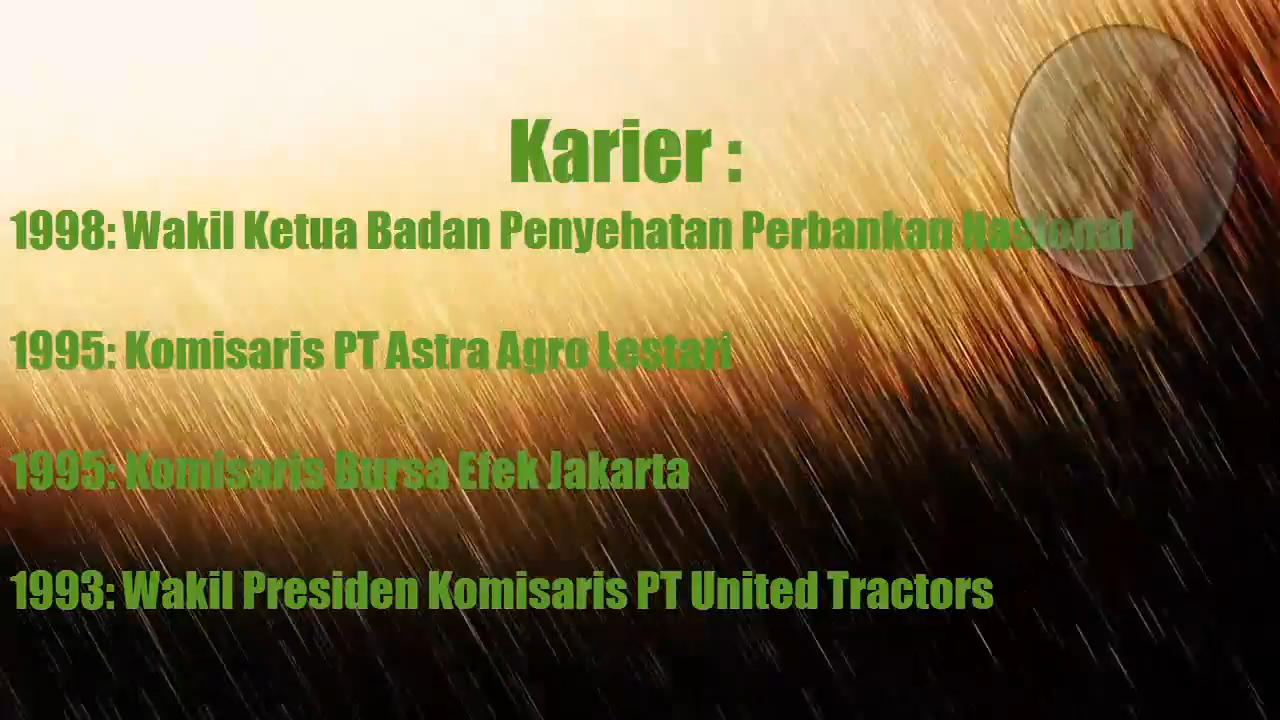 Karier :
1998: Wakil Ketua Badan Penyehatan Perbankan Nasional
1995: Komisaris PT Astra Agro Lestari
1995: Komisaris Bursa Efek Jakarta
1993: Wakil Presiden Komisaris PT United Tractors